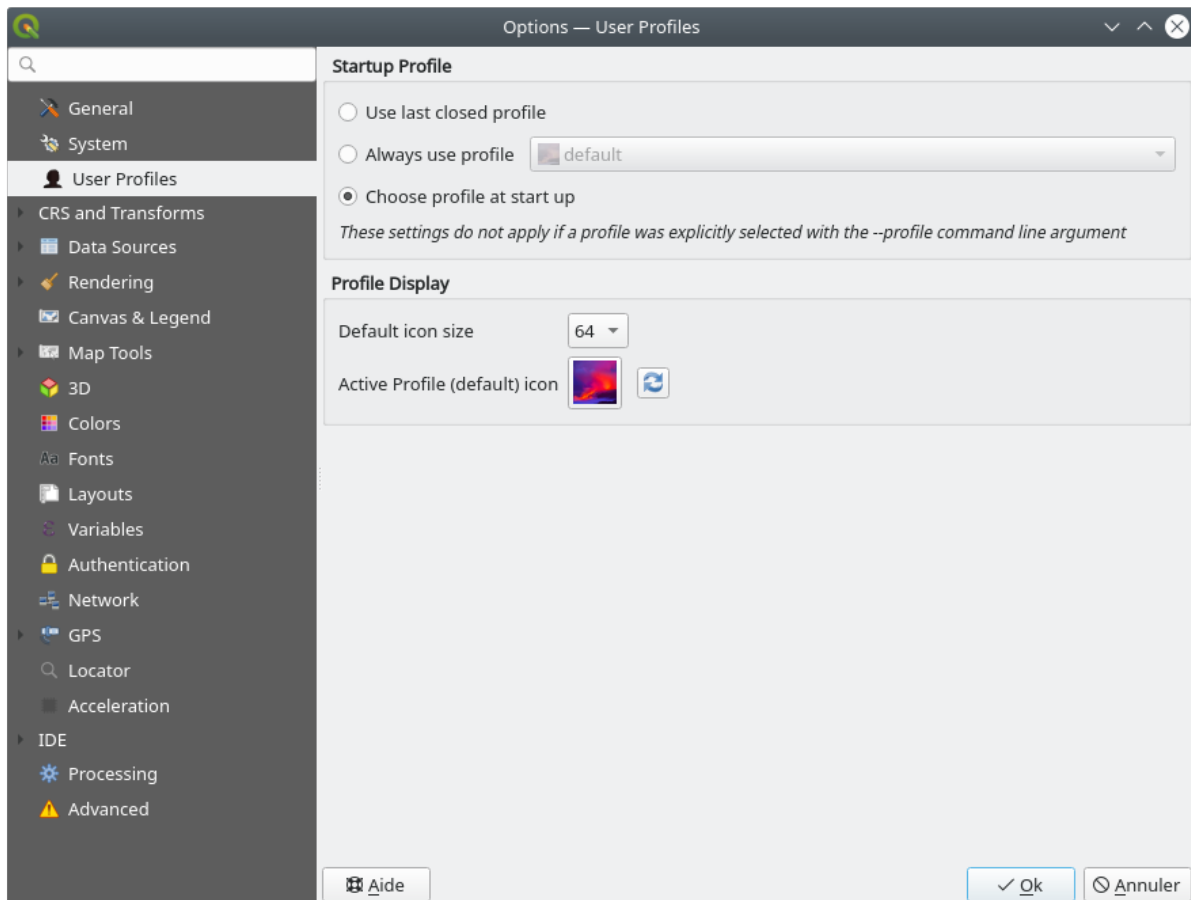 Options — User Profiles
General
System
User Profiles
CRS and Transforms
Data Sources
Rendering
Canvas & Legend
Map Tools
3D
Colors
Aa Fonts
Layouts
Variables
Authentication
Network
GPS
Locator
Acceleration
IDE
Processing
Advanced
Startup Profile
Use last closed profile
Always use profile default
Choose profile at start up
These settings do not apply if a profile was explicitly selected with the --profile command line argument
Profile Display
Default icon size 64
Active Profile (default) icon
Aide Ok Annuler